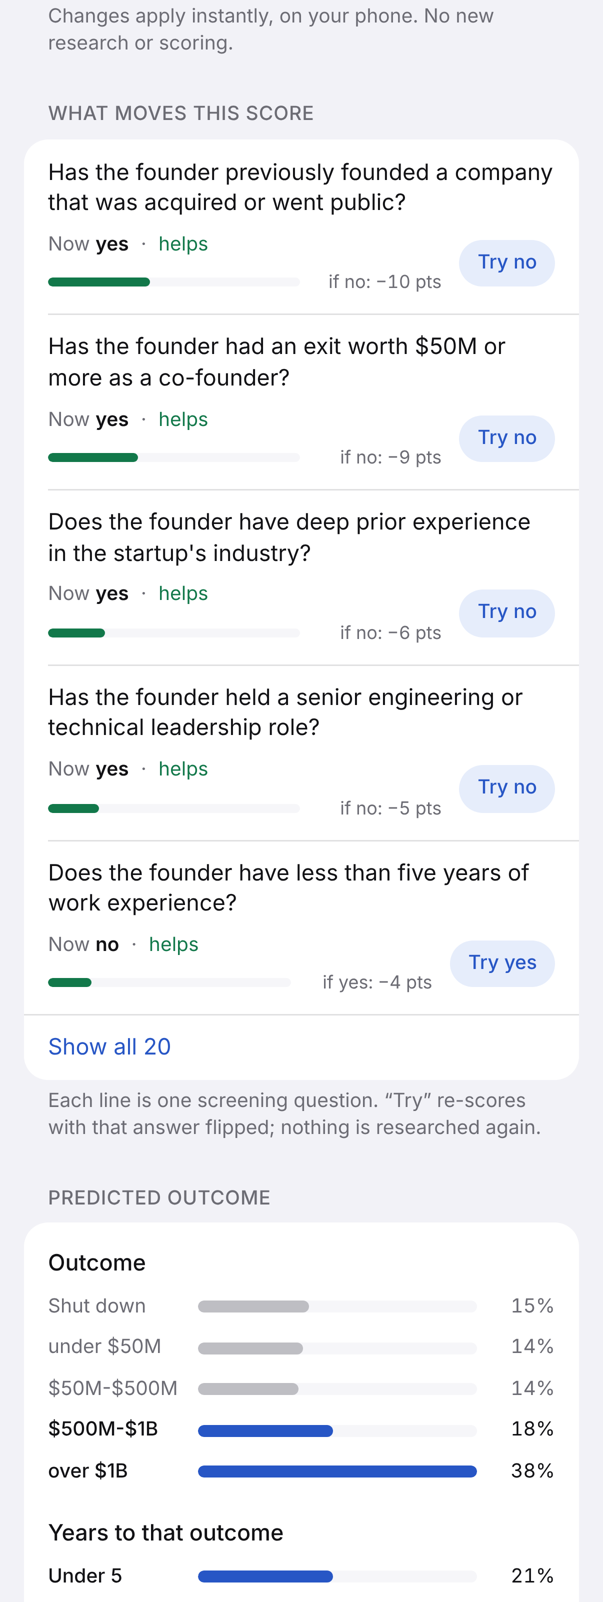 Changes apply instantly, on your phone. No new
research or scoring.
WHAT MOVES THIS SCORE
Has the founder previously founded a company
that was acquired or went public?
Now yes · helps
if no: −10 pts
Try no
Has the founder had an exit worth $50M or
more as a co-founder?
Now yes · helps
if no: −9 pts
Try no
Does the founder have deep prior experience
in the startup's industry?
Now yes · helps
if no: −6 pts
Try no
Has the founder held a senior engineering or
technical leadership role?
Now yes · helps
if no: −5 pts
Try no
Does the founder have less than five years of
work experience?
Now no · helps
if yes: −4 pts
Try yes
Show all 20
Each line is one screening question. “Try” re-scores
with that answer flipped; nothing is researched again.
PREDICTED OUTCOME
Outcome
Shut down 15%
under $50M 14%
$50M-$500M 14%
$500M-$1B 18%
over $1B 38%
Years to that outcome
Under 5 21%